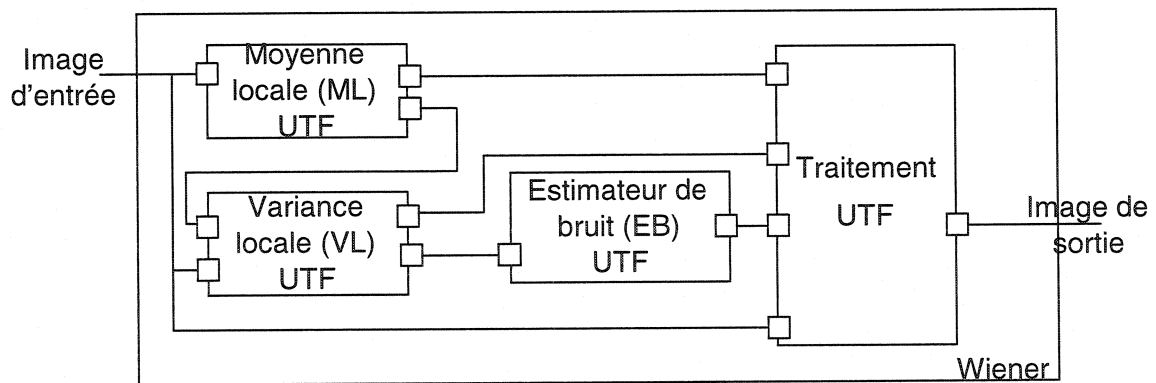 Image
d'entrée
Moyenne
locale (ML)
UTF
Variance
locale (VL)
UTF
Estimateur de
bruit (EB)
UTF
Traitement
UTF
Image de
sortie
Wiener